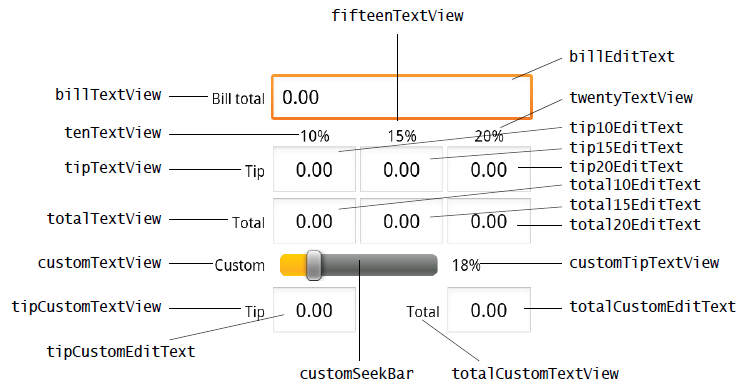 fifteenTextView
billEditText
billTextView Bill total 0.00
twentyTextView
tenTextView 10% 15% 20%
tip10EditText
tip15EditText
tipTextView Tip 0.00 0.00 0.00 tip20EditText
total10EditText
total15EditText
totalTextView Total 0.00 0.00 0.00 total20EditText
customTextView Custom 18% customTipTextView
tipCustomTextView Tip 0.00 Total 0.00 totalCustomEditText
tipCustomEditText
customSeekBar totalCustomTextView